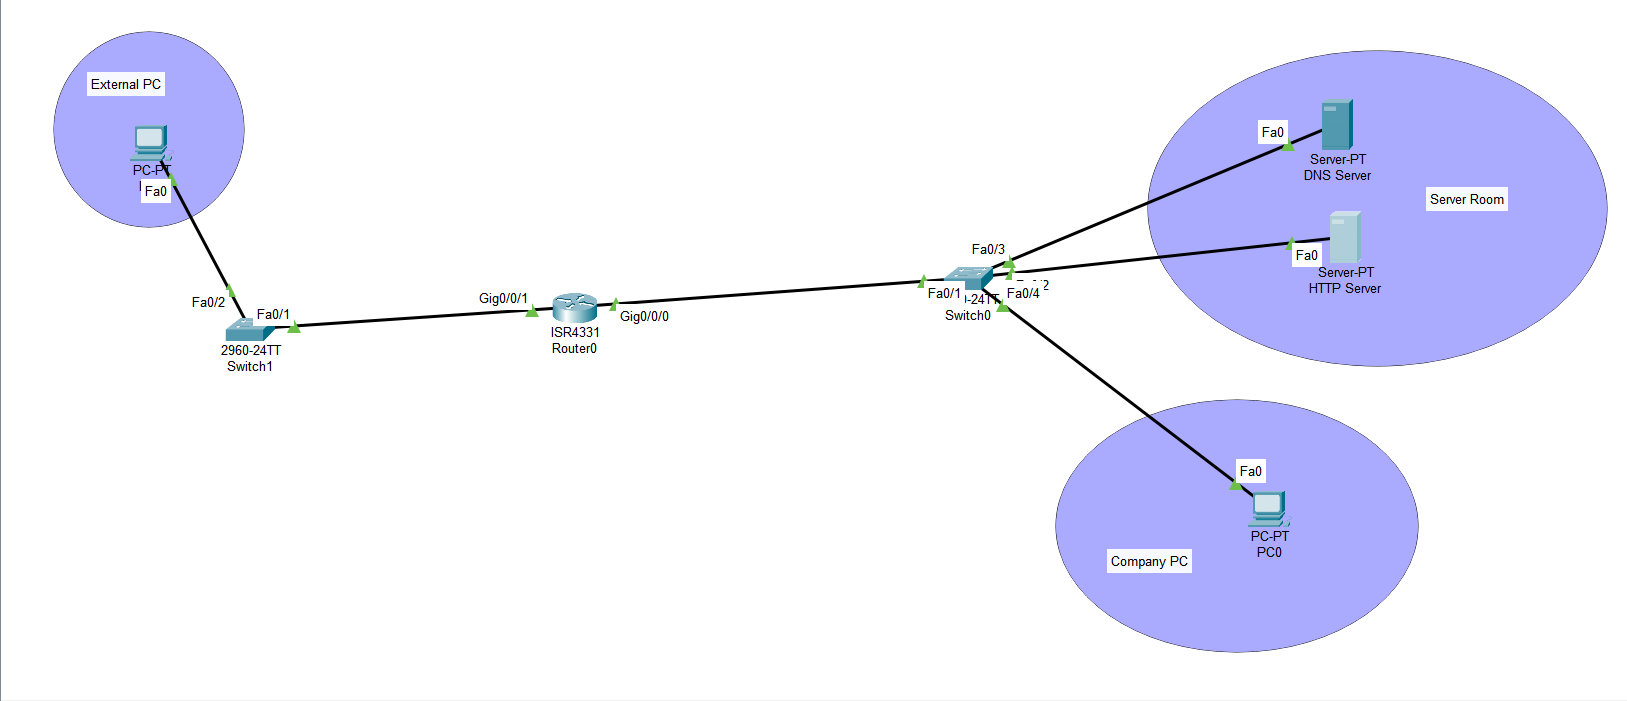 External PC
PC-PT
Fa0
Fa0/2
Fa0/1
2960-24TT
Switch1
Gig0/0/1
Gig0/0/0
ISR4331
Router0
Fa0/3
Fa0/1
Fa0/4
Switch0
Fa0
Server-PT
DNS Server
Server Room
Fa0
Server-PT
HTTP Server
Fa0
PC-PT
PC0
Company PC